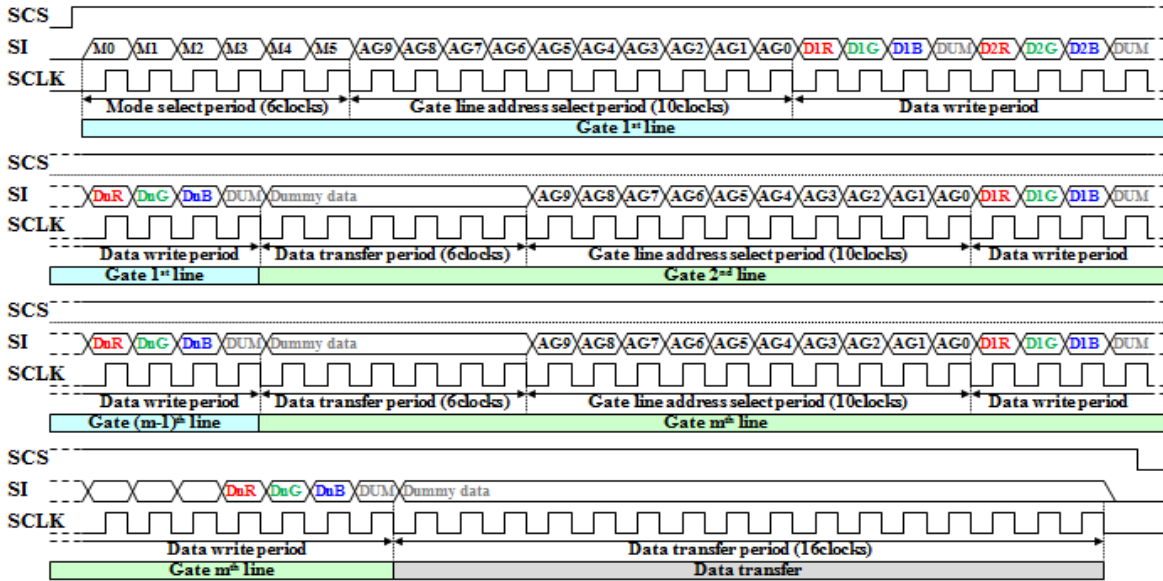 SCS
SI M0 M1 M2 M3 M4 M5 AG9 AG8 AG7 AG6 AG5 AG4 AG3 AG2 AG1 AG0 D1R D1G D1B DUM D2R D2G D2B DUM
SCLK
Mode select period (6clocks) Gate line address select period (10clocks) Data write period
Gate 1st line
SCS
SI DnR DnG DnB DUM Dummy data AG9 AG8 AG7 AG6 AG5 AG4 AG3 AG2 AG1 AG0 D1R D1G D1B DUM
SCLK
Data write period Data transfer period (6clocks) Gate line address select period (10clocks) Data write period
Gate 1st line Gate 2nd line
SCS
SI DnR DnG DnB DUM Dummy data AG9 AG8 AG7 AG6 AG5 AG4 AG3 AG2 AG1 AG0 D1R D1G D1B DUM
SCLK
Data write period Data transfer period (6clocks) Gate line address select period (10clocks) Data write period
Gate (m-1)th line Gate mth line
SCS
SI DnR DnG DnB DUM Dummy data
SCLK
Data write period Data transfer period (16clocks)
Gate mth line Data transfer